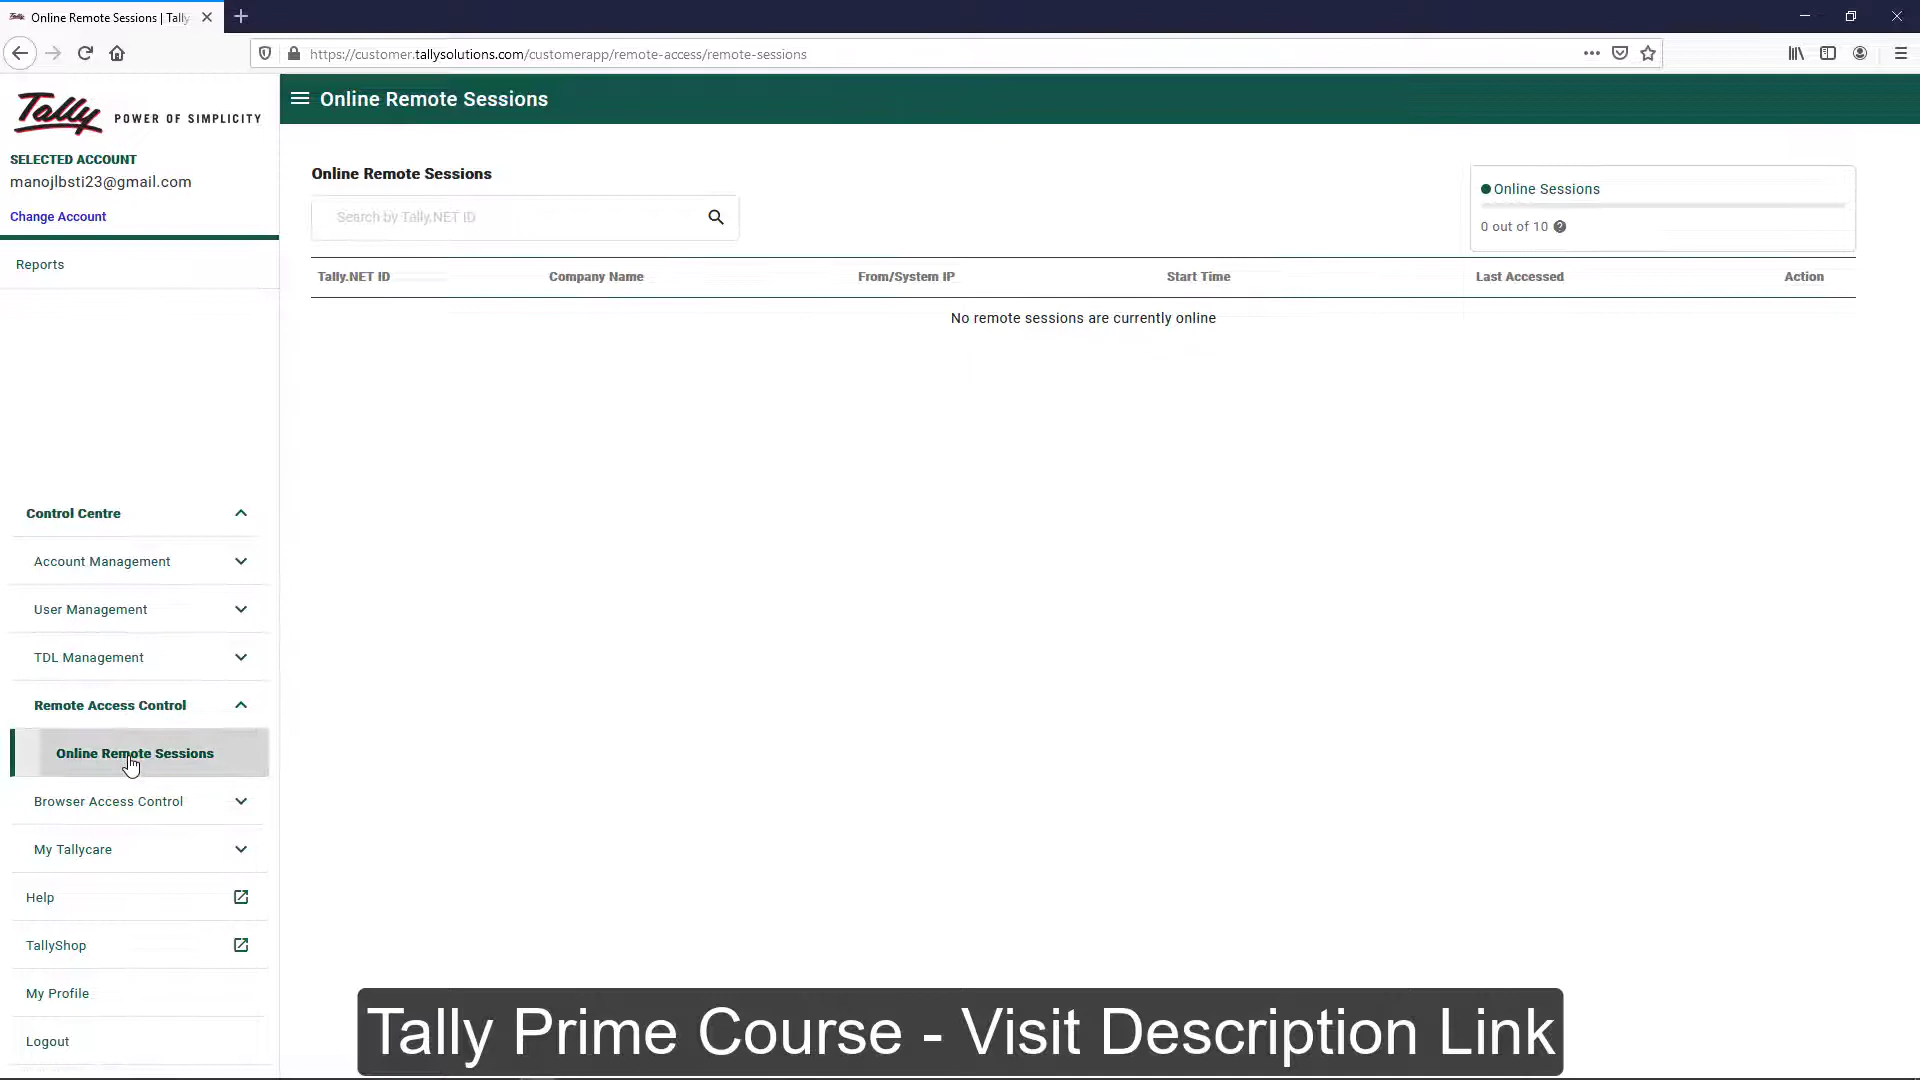 Online Remote Sessions | Tally
https://customer.tallysolutions.com/customerapp/remote-access/remote-sessions
Tally POWER OF SIMPLICITY
SELECTED ACCOUNT
manojlbsti23@gmail.com
Change Account
Reports
Control Centre
Account Management
User Management
TDL Management
Remote Access Control
Online Remote Sessions
Browser Access Control
My Tallycare
Help
TallyShop
My Profile
Logout
Online Remote Sessions
Online Remote Sessions
Search by Tally.NET ID
Online Sessions
0 out of 10
Tally.NET ID Company Name From/System IP Start Time Last Accessed Action
No remote sessions are currently online
Tally Prime Course - Visit Description Link